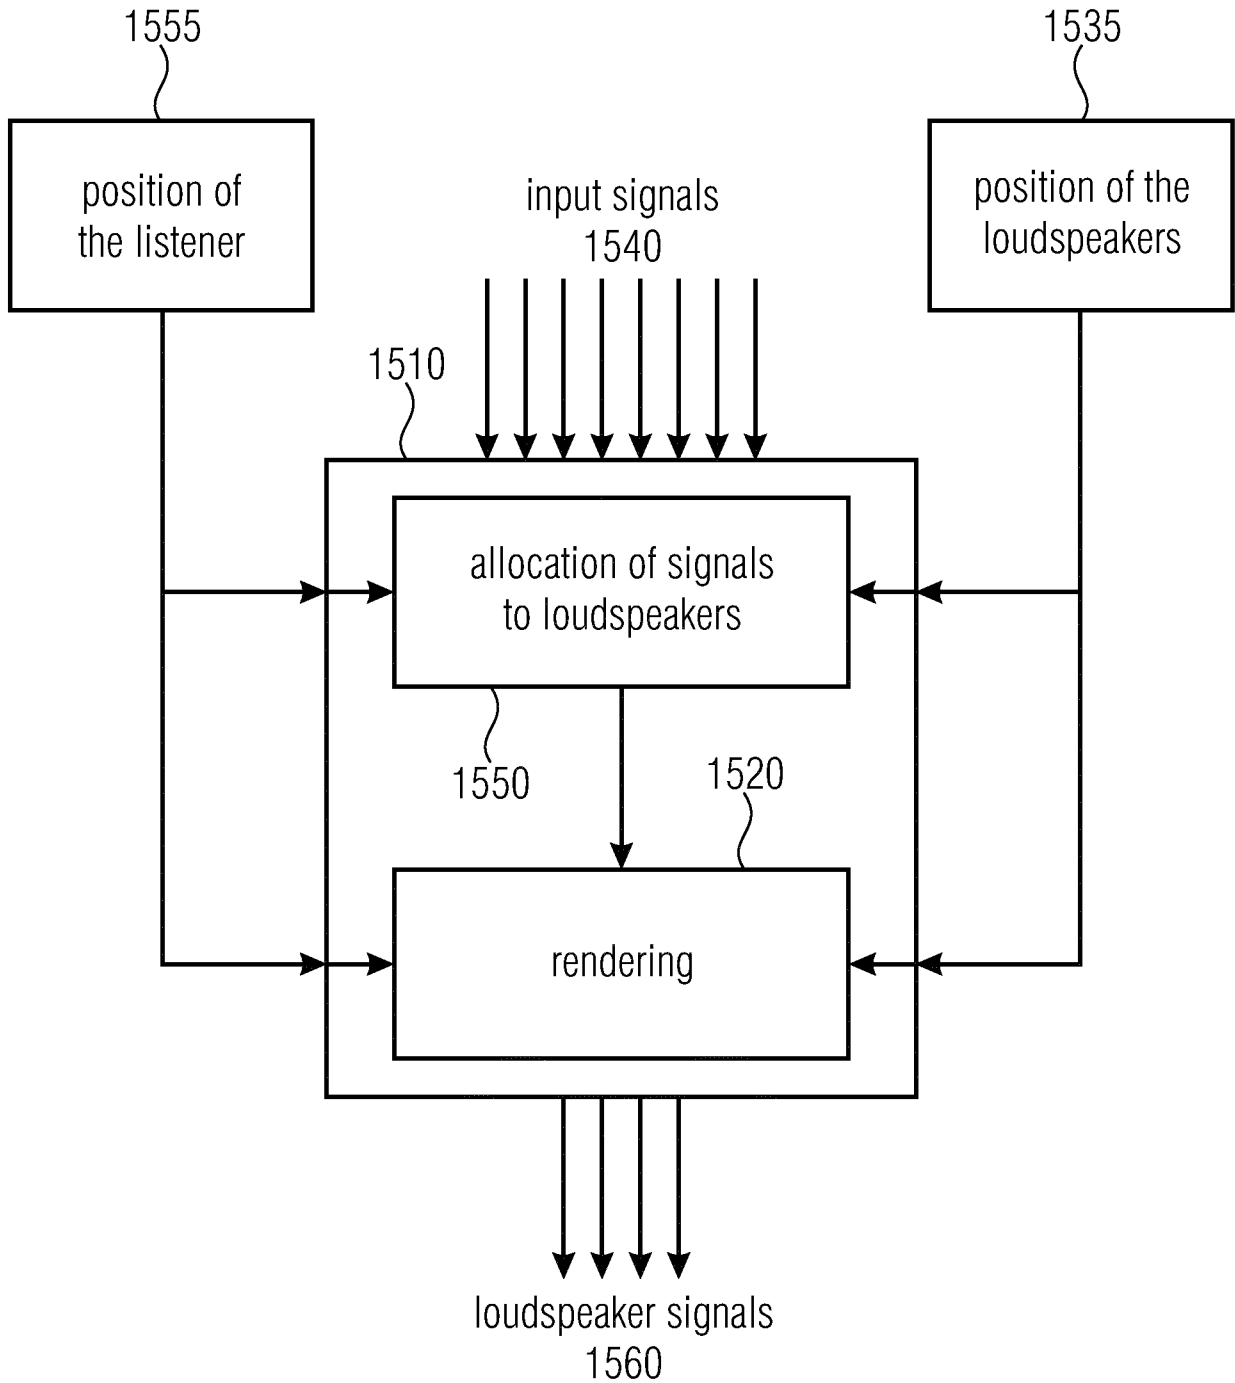 1555
1535
position of
the listener
input signals
1540
position of the
loudspeakers
1510
allocation of signals
to loudspeakers
1550
1520
rendering
loudspeaker signals
1560